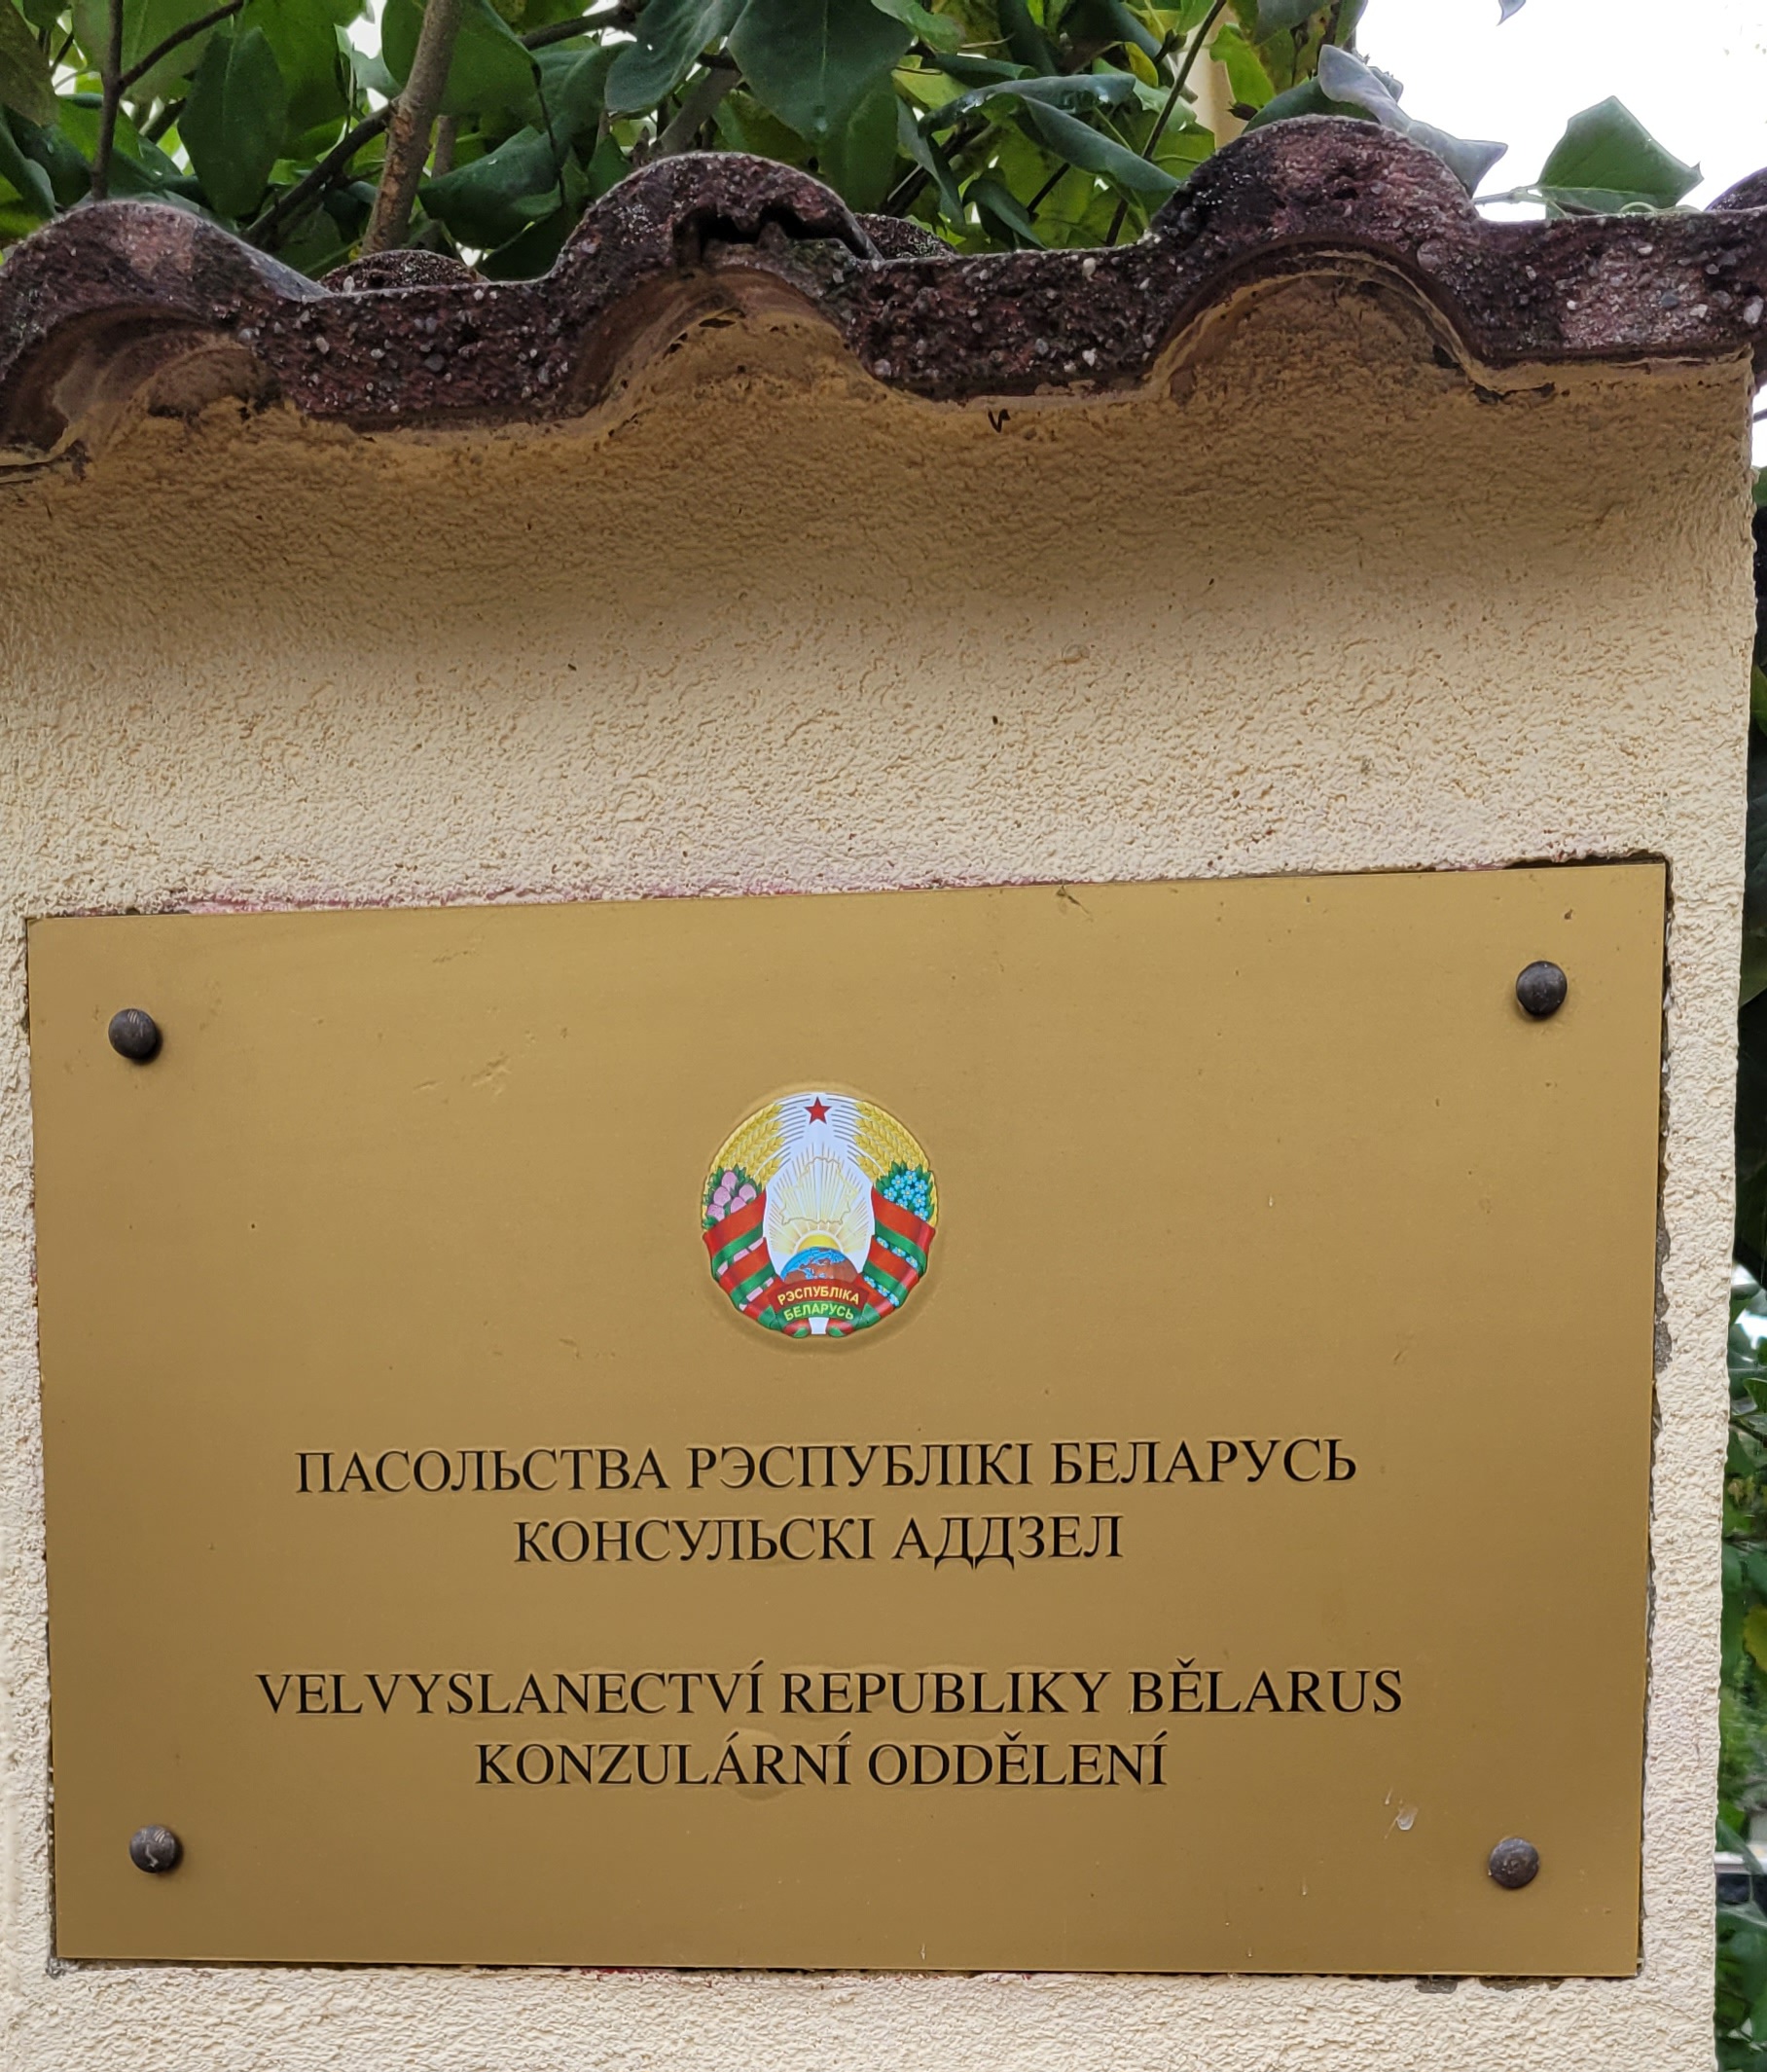 РЭСПУБЛІКА
БЕЛАРУСЬ
ПАСОЛЬСТВА РЭСПУБЛІКІ БЕЛАРУСЬ
КОНСУЛЬСКІ АДДЗЕЛ
VELVYSLANECTVÍ REPUBLIKY BĚLARUS
KONZULÁRNÍ ODDĚLENÍ